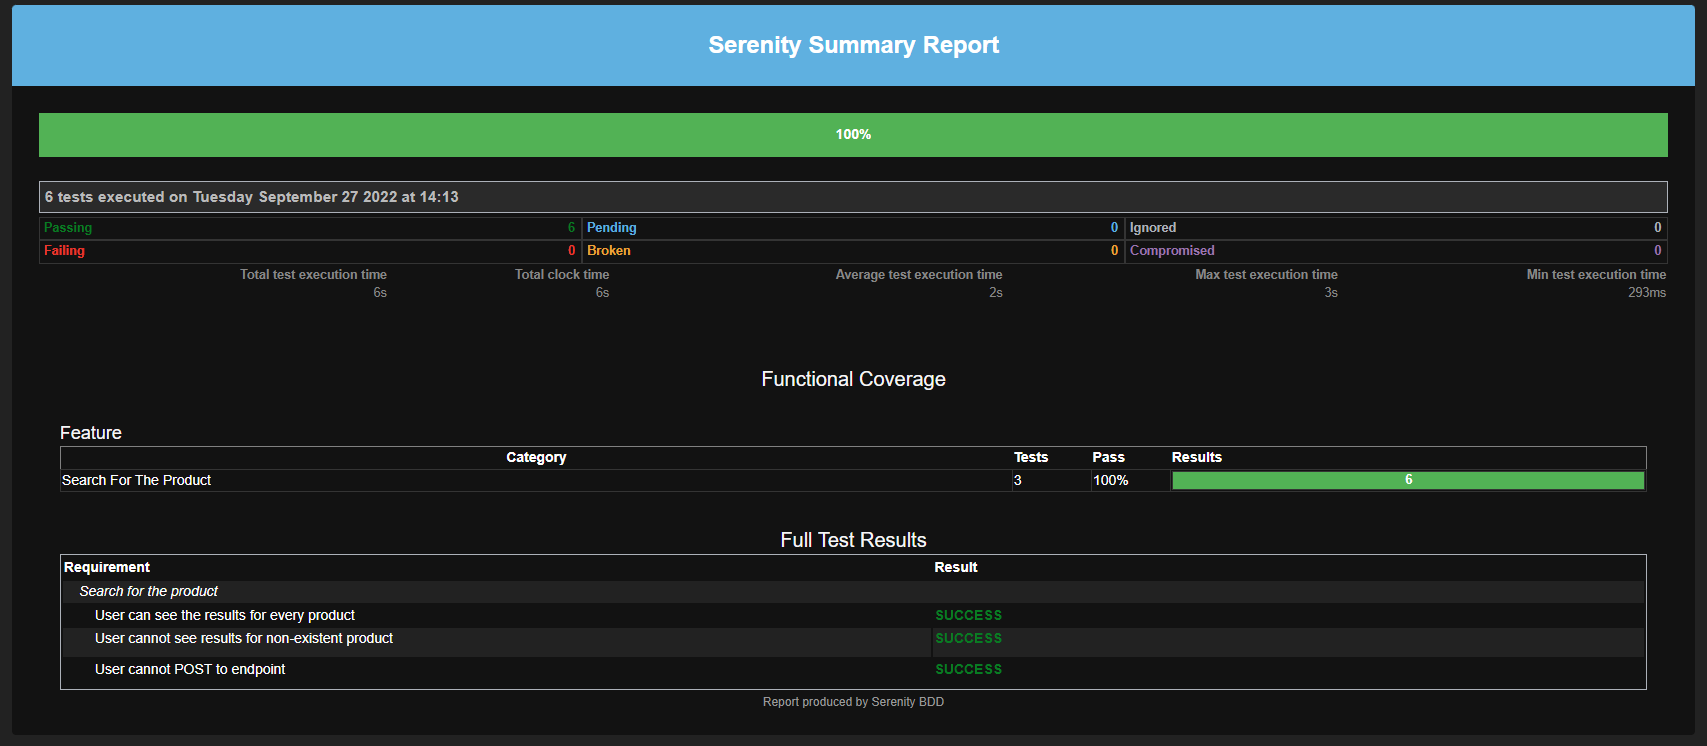 Serenity Summary Report
100%
6 tests executed on Tuesday September 27 2022 at 14:13
Passing 6 Pending 0 Ignored 0
Failing 0 Broken 0 Compromised 0
Total test execution time Total clock time Average test execution time Max test execution time Min test execution time
6s 6s 2s 3s 293ms
Functional Coverage
Feature
Category Tests Pass Results
Search For The Product 3 100% 6
Full Test Results
Requirement Result
Search for the product
User can see the results for every product SUCCESS
User cannot see results for non-existent product SUCCESS
User cannot POST to endpoint SUCCESS
Report produced by Serenity BDD